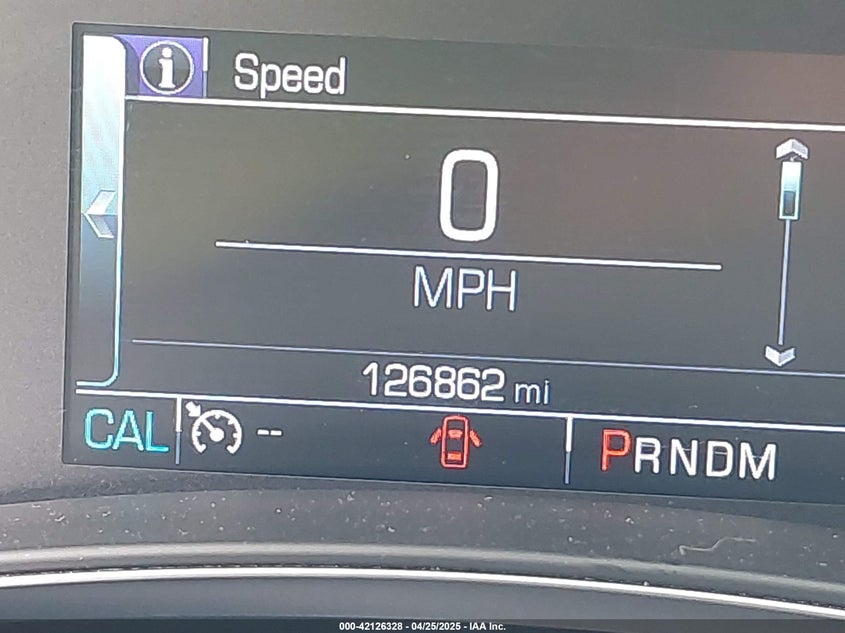 i Speed
0
MPH
126862 mi
CAL -- PRNDM
000-42126328 - 04/25/2025 - IAA Inc.